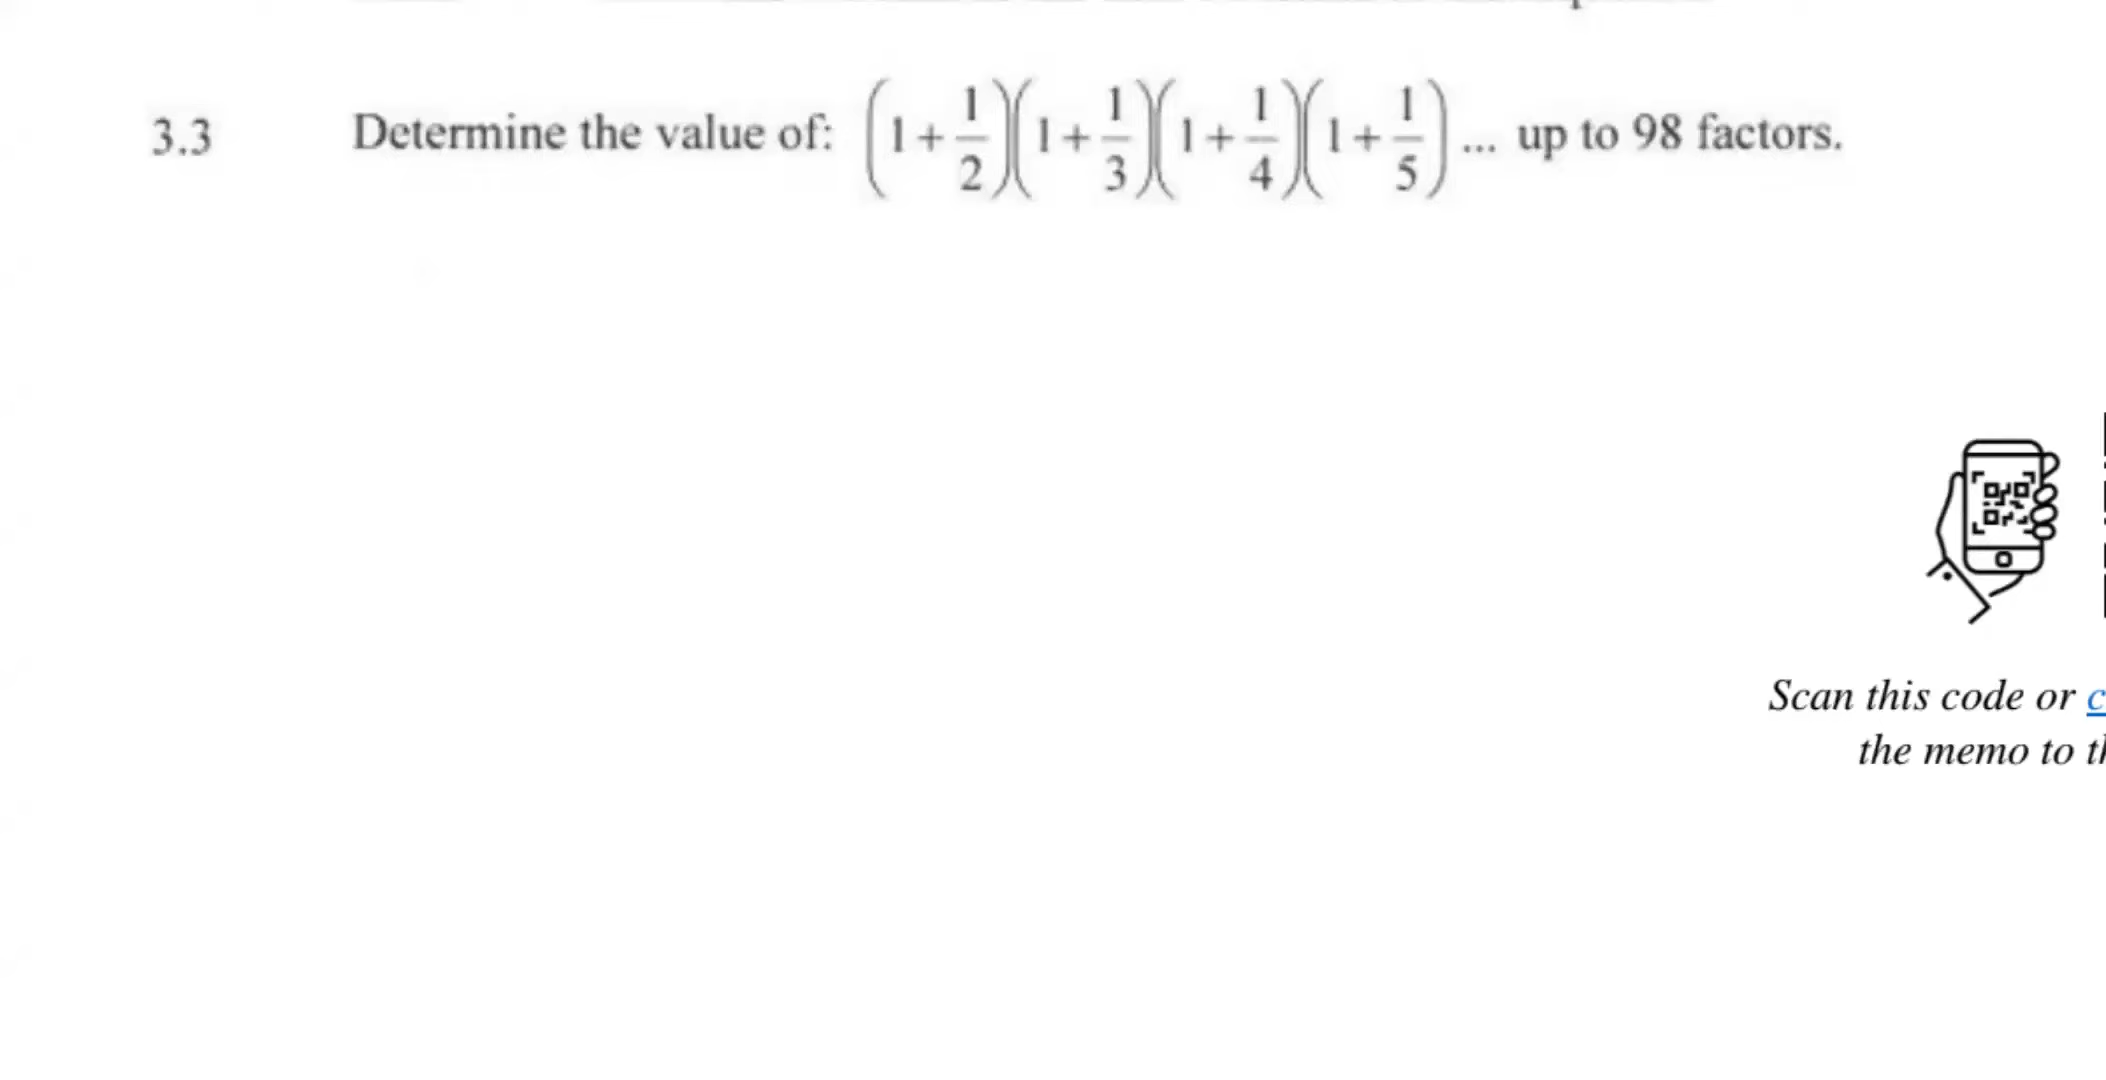 3.3 Determine the value of: (1+1/2)(1+1/3)(1+1/4)(1+1/5) ... up to 98 factors.
Scan this code or c
the memo to th